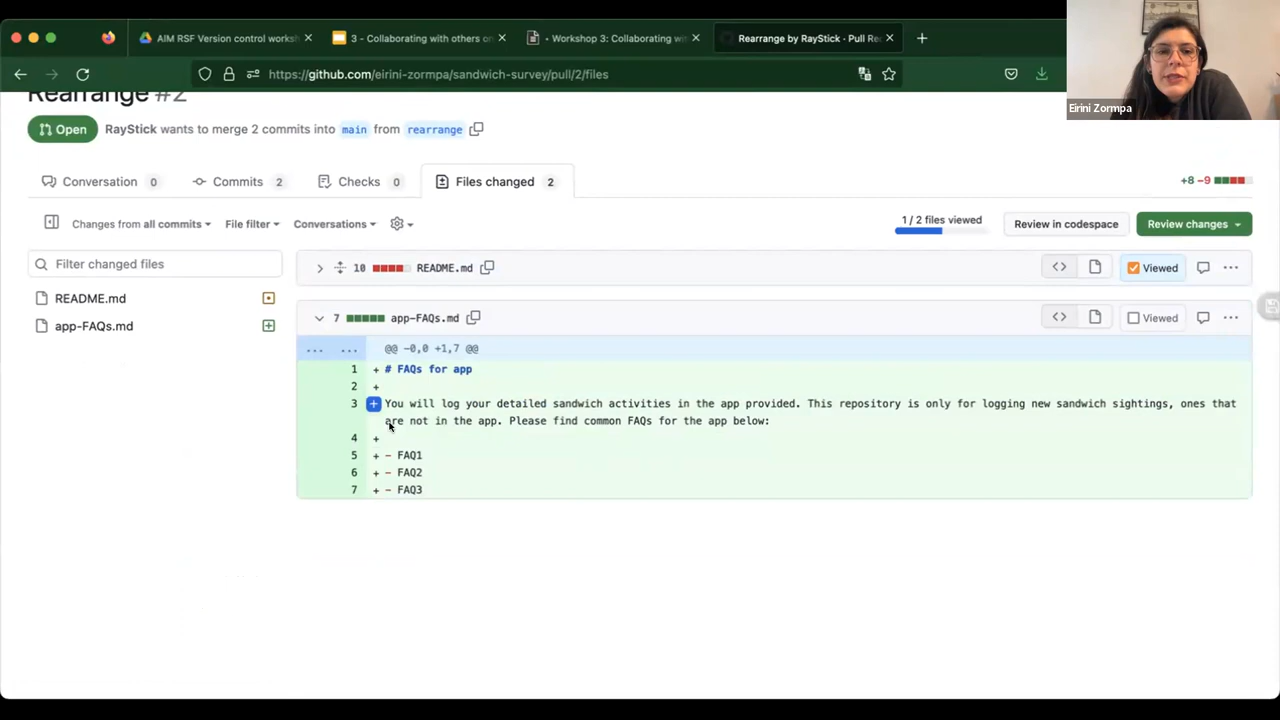 AIM RSF Version control works
3 - Collaborating with others on
Workshop 3: Collaborating wit
Rearrange by RayStick · Pull Re
https://github.com/eirini-zormpa/sandwich-survey/pull/2/files
Eirini Zormpa
Rearrange #2
Open RayStick wants to merge 2 commits into main from rearrange
Conversation 0 Commits 2 Checks 0 Files changed 2
+8 −9
Changes from all commits File filter Conversations
1 / 2 files viewed
Review in codespace
Review changes
Filter changed files
README.md
app-FAQs.md
10 README.md
Viewed
7 app-FAQs.md
Viewed
... ... @@ -0,0 +1,7 @@
1 + # FAQs for app
2 +
3 + You will log your detailed sandwich activities in the app provided. This repository is only for logging new sandwich sightings, ones that
are not in the app. Please find common FAQs for the app below:
4 +
5 + - FAQ1
6 + - FAQ2
7 + - FAQ3